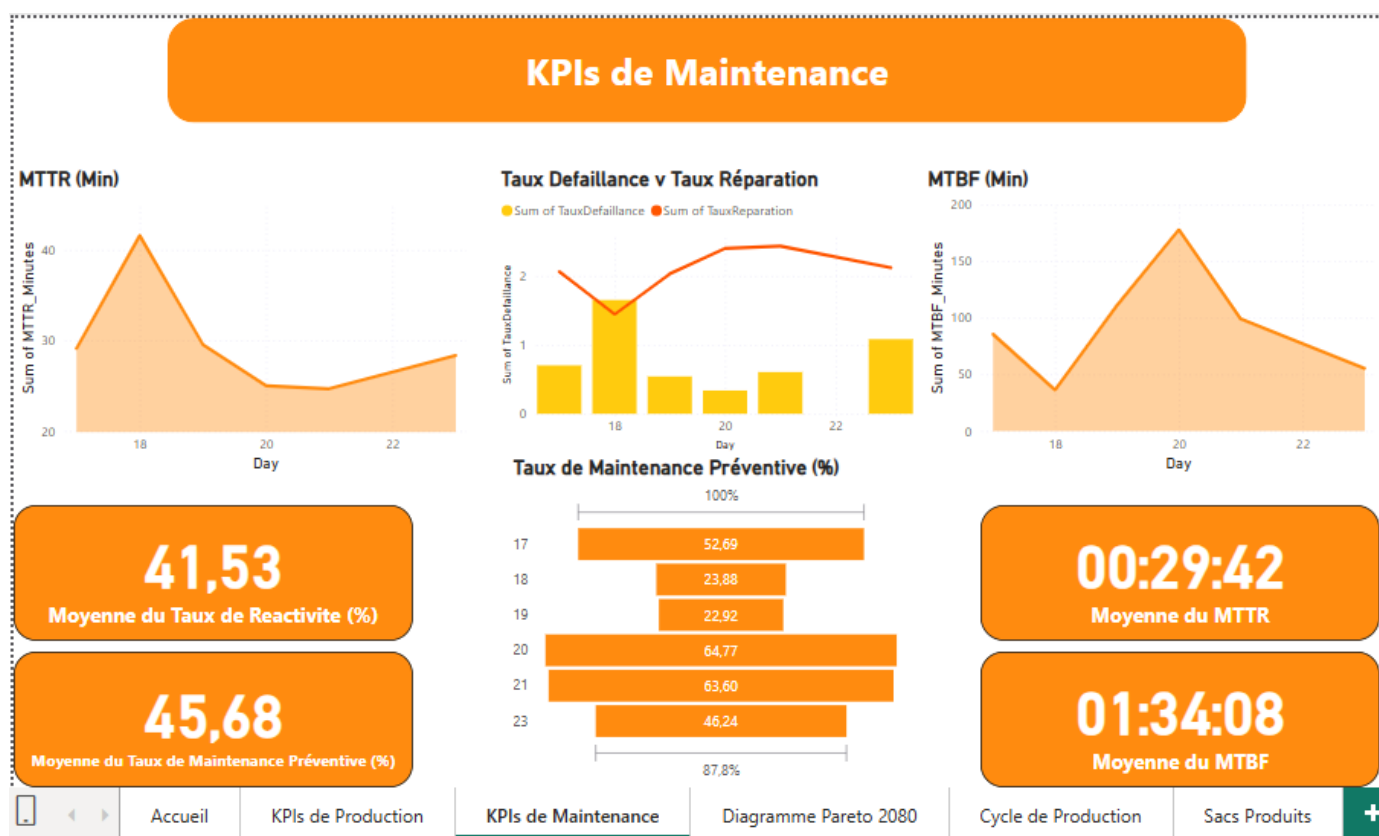 KPIs de Maintenance
MTTR (Min)
Sum of MTTR_Minutes
40
30
20
18
20
22
Day
Taux Defaillance v Taux Réparation
Sum of TauxDefaillance
Sum of TauxReparation
Sum of TauxDefaillance
2
1
0
18
20
22
Day
MTBF (Min)
Sum of MTBF_Minutes
200
150
100
50
0
18
20
22
Day
41,53
Moyenne du Taux de Reactivite (%)
45,68
Moyenne du Taux de Maintenance Préventive (%)
Taux de Maintenance Préventive (%)
100%
17 52,69
18 23,88
19 22,92
20 64,77
21 63,60
23 46,24
87,8%
00:29:42
Moyenne du MTTR
01:34:08
Moyenne du MTBF
Accueil
KPIs de Production
KPIs de Maintenance
Diagramme Pareto 2080
Cycle de Production
Sacs Produits
+